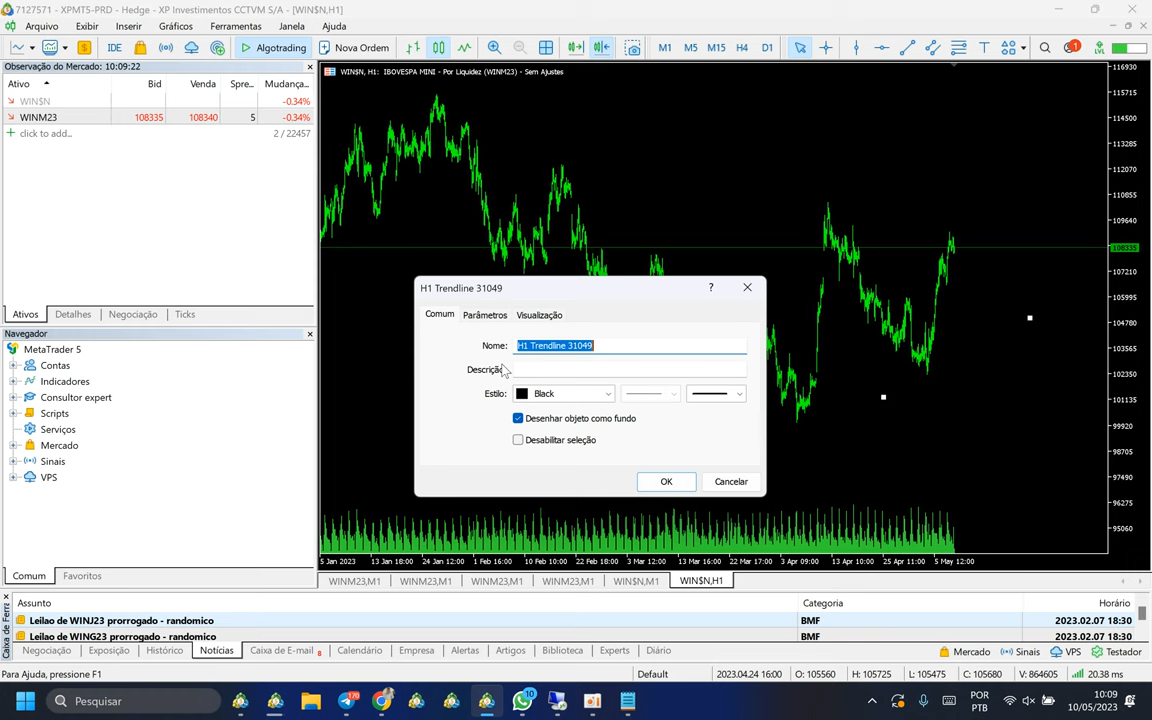 7127571 - XPMT5-PRD - Hedge - XP Investimentos CCTVM S/A - [WIN$N,H1]
Arquivo Exibir Inserir Gráficos Ferramentas Janela Ajuda
IDE Algotrading Nova Ordem M1 M5 M15 H4 D1 T 1 LVL
Observação do Mercado: 10:09:22
Ativo Bid Venda Spre... Mudança...
WIN$N -0.34%
WINM23 108335 108340 5 -0.34%
click to add... 2 / 22457
Ativos Detalhes Negociação Ticks
Navegador
MetaTrader 5
Contas
Indicadores
Consultor expert
Scripts
Serviços
Mercado
Sinais
VPS
Comum Favoritos
WIN$N, H1: IBOVESPA MINI - Por Liquidez (WINM23) - Sem Ajustes
116930
115715
114500
113285
112070
110855
109640
108335
107210
105995
104780
103565
102350
101135
99920
98705
97490
96275
95060
5 Jan 2023 13 Jan 18:00 24 Jan 12:00 1 Feb 16:00 10 Feb 10:00 22 Feb 18:00 3 Mar 12:00 13 Mar 16:00 22 Mar 17:00 3 Apr 09:00 13 Apr 10:00 25 Apr 11:00 5 May 12:00
H1 Trendline 31049 ?
Comum Parâmetros Visualização
Nome: H1 Trendline 31049
Descrição
Estilo: Black
Desenhar objeto como fundo
Desabilitar seleção
OK Cancelar
WINM23,M1 WINM23,M1 WINM23,M1 WINM23,M1 WIN$N,M1 WIN$N,H1
Caixa de Ferr
Assunto Categoria Horário
Leilao de WINJ23 prorrogado - randomico BMF 2023.02.07 18:30
Leilao de WING23 prorrogado - randomico BMF 2023.02.07 18:30
Negociação Exposição Histórico Notícias Caixa de E-mail 8 Calendário Empresa Alertas Artigos Biblioteca Experts Diário Mercado Sinais VPS Testador
Para Ajuda, pressione F1 Default 2023.04.24 16:00 O: 105560 H: 105725 L: 105475 C: 105680 V: 864605 20.38 ms
Pesquisar 170 10 POR PTB 10:09 10/05/2023